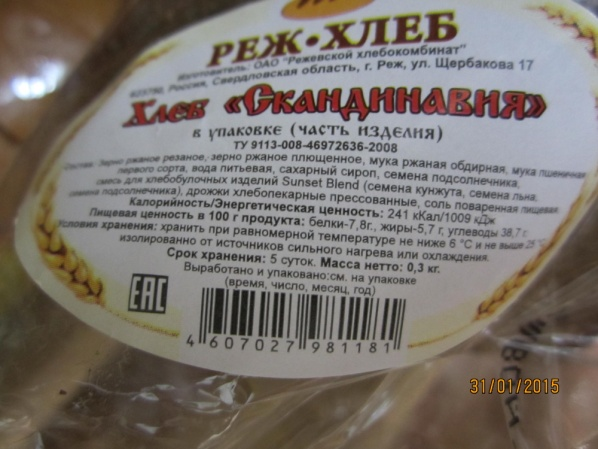 РЕЖ•ХЛЕБ
Изготовитель: ОАО "Режевской хлебокомбинат"
623750, Россия, Свердловская область, г. Реж, ул. Щербакова 17
Хлеб «Скандинавия»
в упаковке (часть изделия)
ТУ 9113-008-46972636-2008
Состав: Зерно ржаное резаное, зерно ржаное плющенное, мука ржаная обдирная, мука пшеничная
первого сорта, вода питьевая, сахарный сироп, семена подсолнечника,
смесь для хлебобулочных изделий Sunset Blend (семена кунжута, семена льна,
семена подсолнечника), дрожжи хлебопекарные прессованные, соль поваренная пищевая
Калорийность/Энергетическая ценность: 241 кКал/1009 кДж
Пищевая ценность в 100 г продукта: белки-7,8г., жиры-5,7 г, углеводы 38,7 г.
Условия хранения: хранить при равномерной температуре не ниже 6 °С и не выше 25 °С
изолированно от источников сильного нагрева или охлаждения.
Срок хранения: 5 суток. Масса нетто: 0,3 кг.
Выработано и упаковано:см. на упаковке
(время, число, месяц, год)
ЕАС
4 607027 981181
31/01/2015